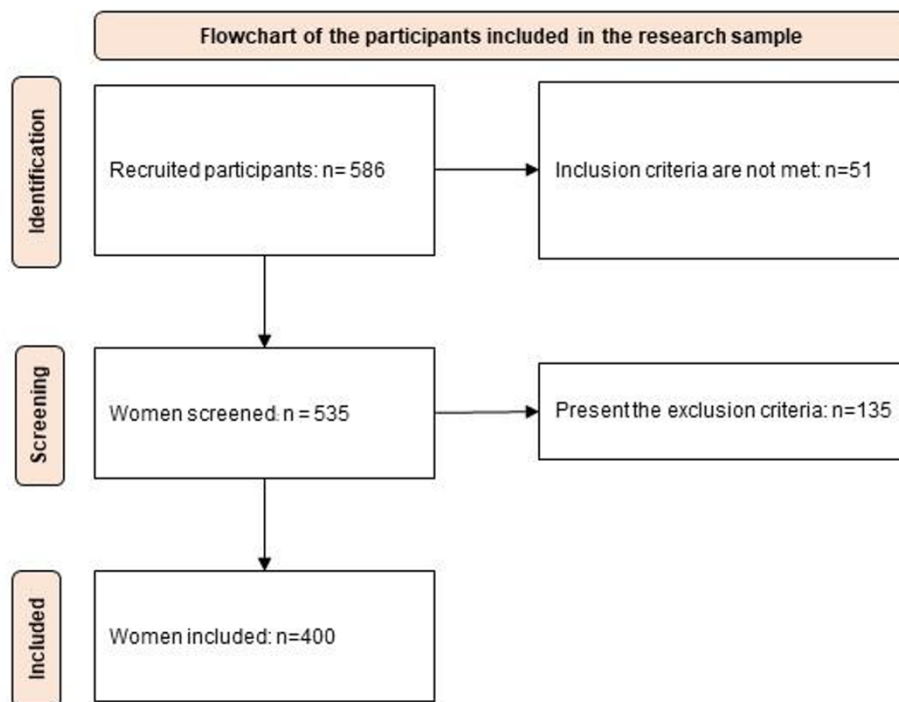 Flowchart of the participants included in the research sample
Identification
Recruited participants: n= 586
Inclusion criteria are not met: n=51
Screening
Women screened: n = 535
Present the exclusion criteria: n=135
Included
Women included: n=400